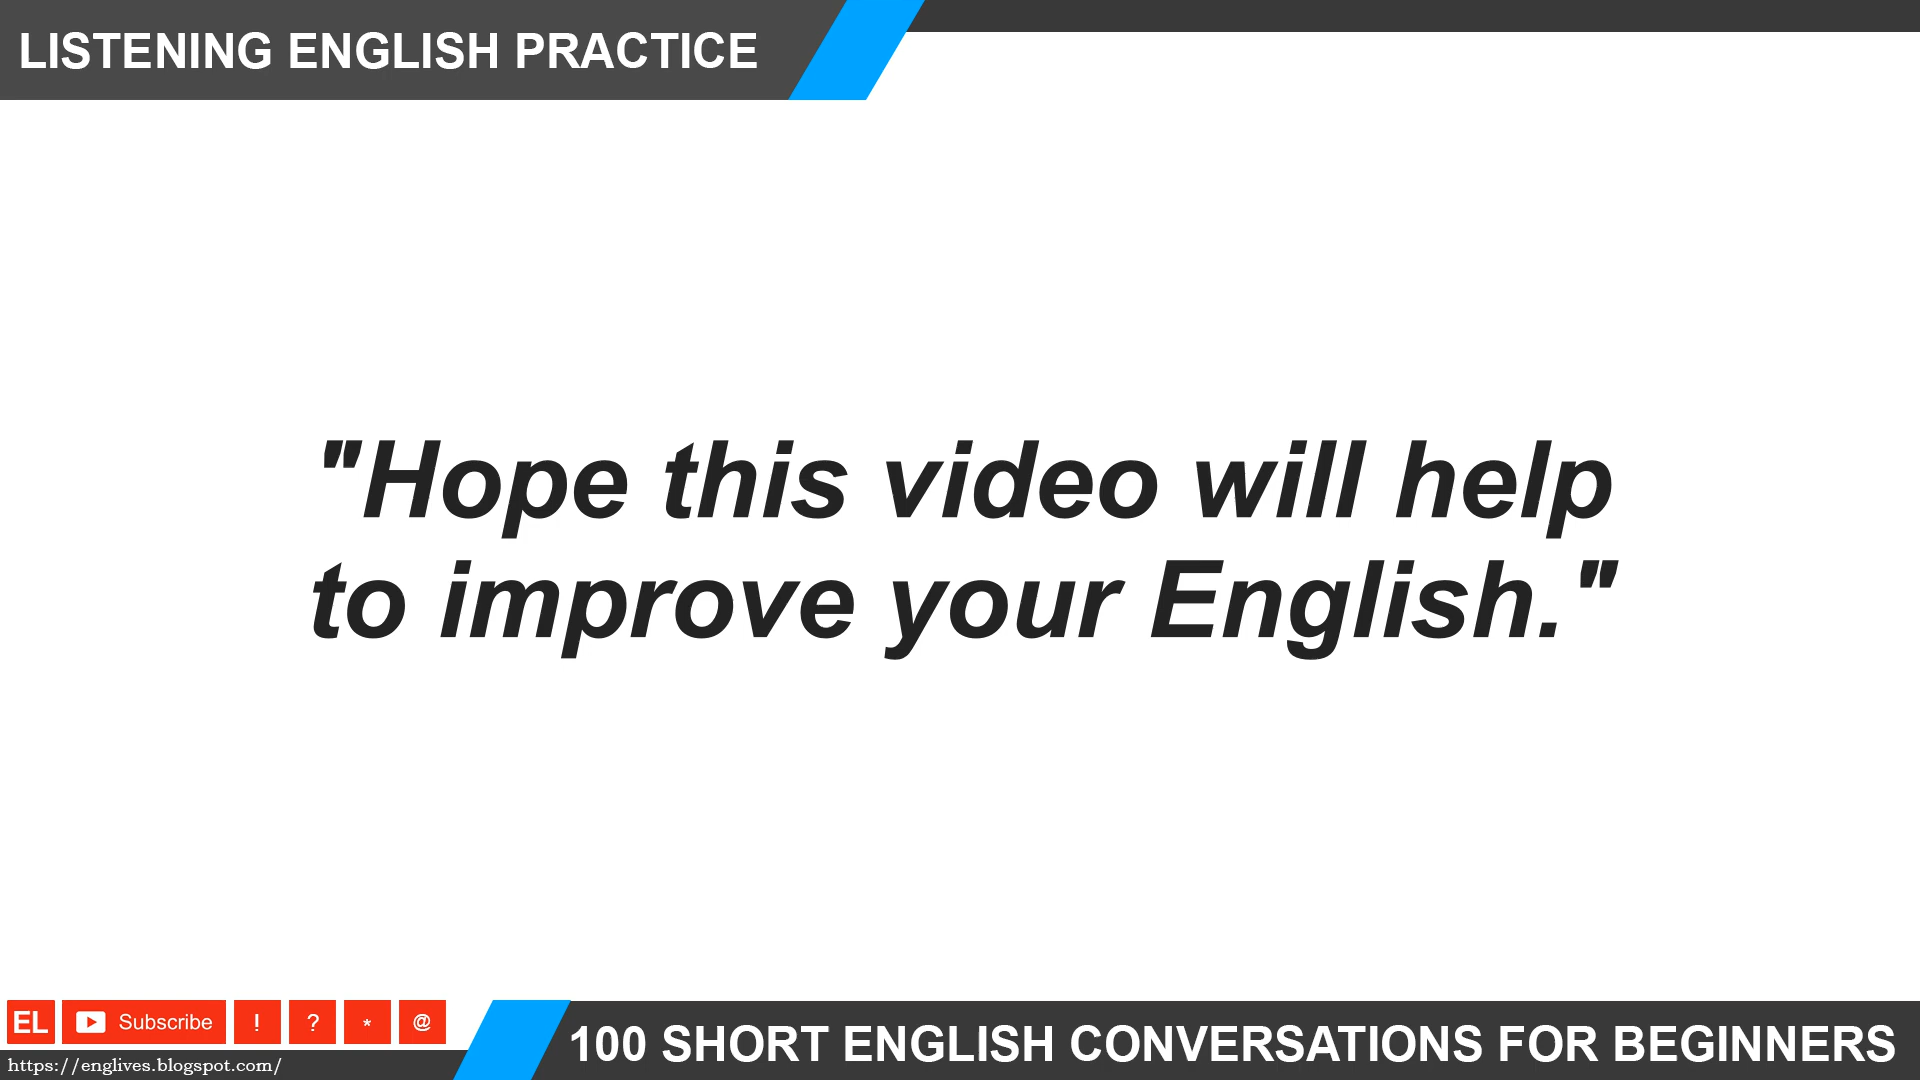 LISTENING ENGLISH PRACTICE
"Hope this video will help
to improve your English."
EL Subscribe ! ? * @
https://englives.blogspot.com/
100 SHORT ENGLISH CONVERSATIONS FOR BEGINNERS